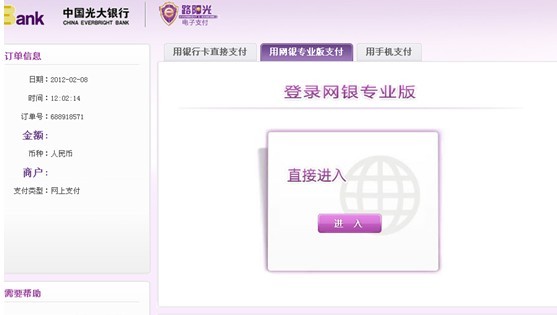 Bank
中国光大银行
CHINA EVERBRIGHT BANK
阳光
电子支付
订单信息
日期：2012-02-08
时间：12:02:14
订单号：688918571
金额：
币种：人民币
商户：
支付类型：网上支付
需要帮助
用银行卡直接支付
用网银专业版支付
用手机支付
登录网银专业版
直接进入
进 入